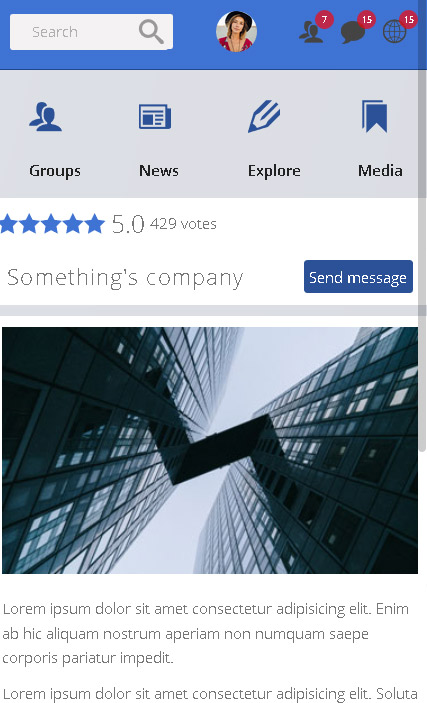 Search
7
15
15
Groups News Explore Media
5.0 429 votes
Something's company
Send message
Lorem ipsum dolor sit amet consectetur adipisicing elit. Enim
ab hic aliquam nostrum aperiam non numquam saepe
corporis pariatur impedit.
Lorem ipsum dolor sit amet consectetur adipisicing elit. Soluta